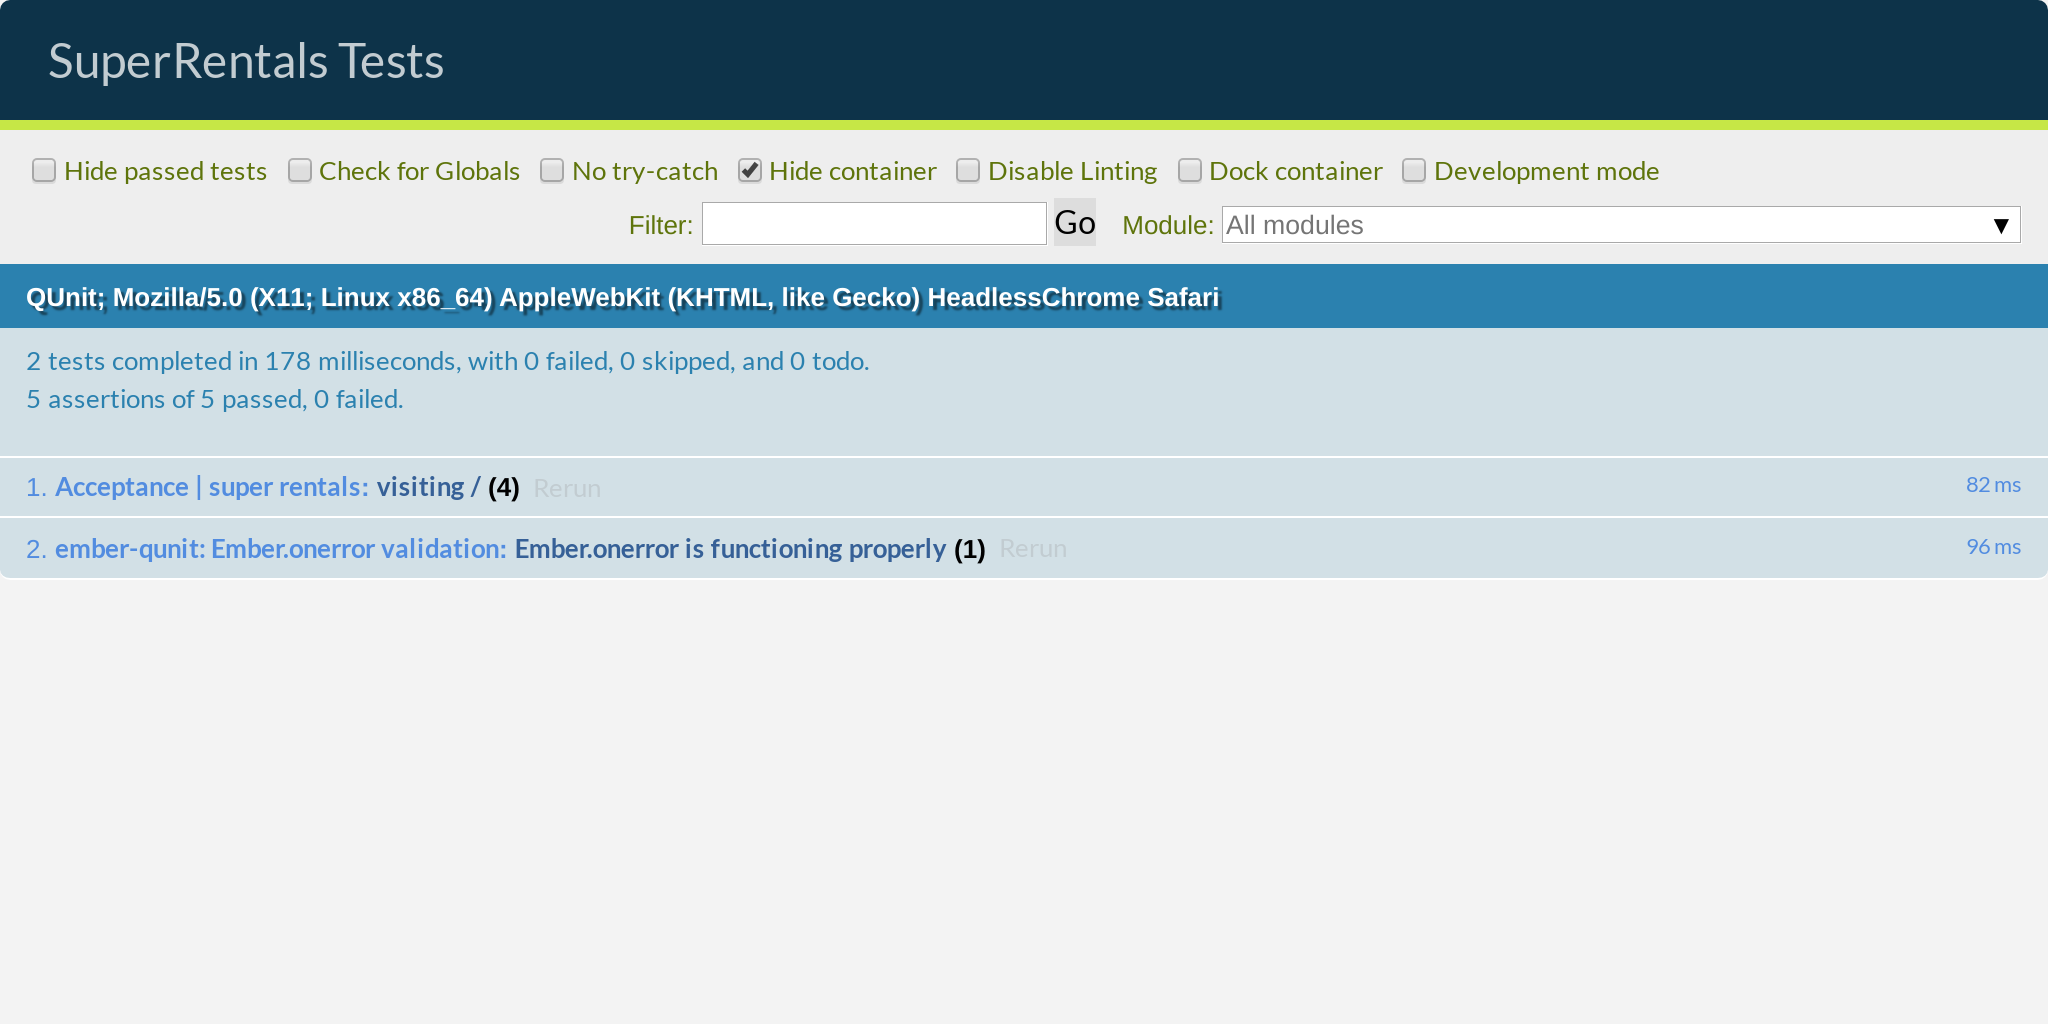 SuperRentals Tests
Hide passed tests Check for Globals No try-catch Hide container Disable Linting Dock container Development mode
Filter: Go Module: All modules ▼
QUnit; Mozilla/5.0 (X11; Linux x86_64) AppleWebKit (KHTML, like Gecko) HeadlessChrome Safari
2 tests completed in 178 milliseconds, with 0 failed, 0 skipped, and 0 todo.
5 assertions of 5 passed, 0 failed.
1. Acceptance | super rentals: visiting / (4) Rerun 82 ms
2. ember-qunit: Ember.onerror validation: Ember.onerror is functioning properly (1) Rerun 96 ms